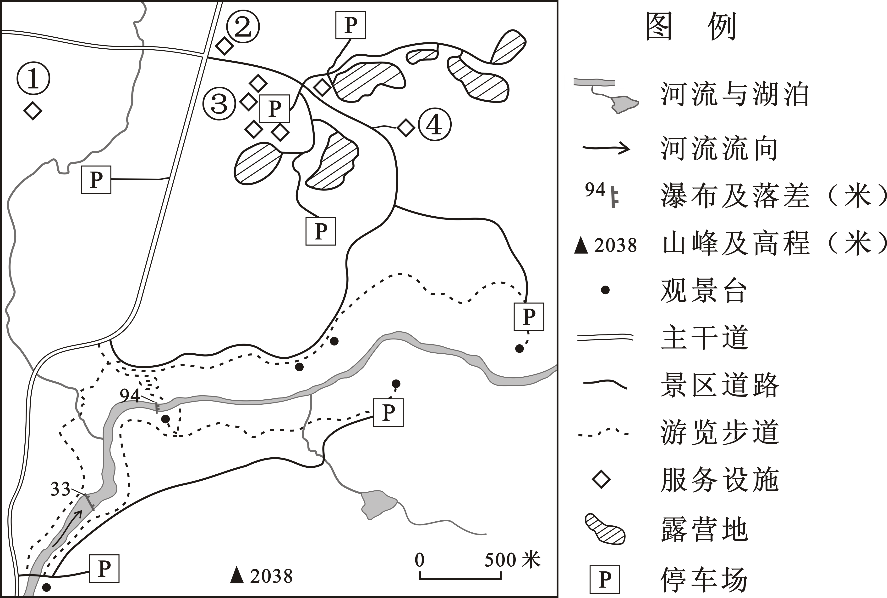 ①
②
③
④
P
P
P
P
P
P
P
94
33
2038
0 500 米
图 例
河流与湖泊
河流流向
94 瀑布及落差（米）
2038 山峰及高程（米）
观景台
主干道
景区道路
游览步道
服务设施
露营地
P 停车场